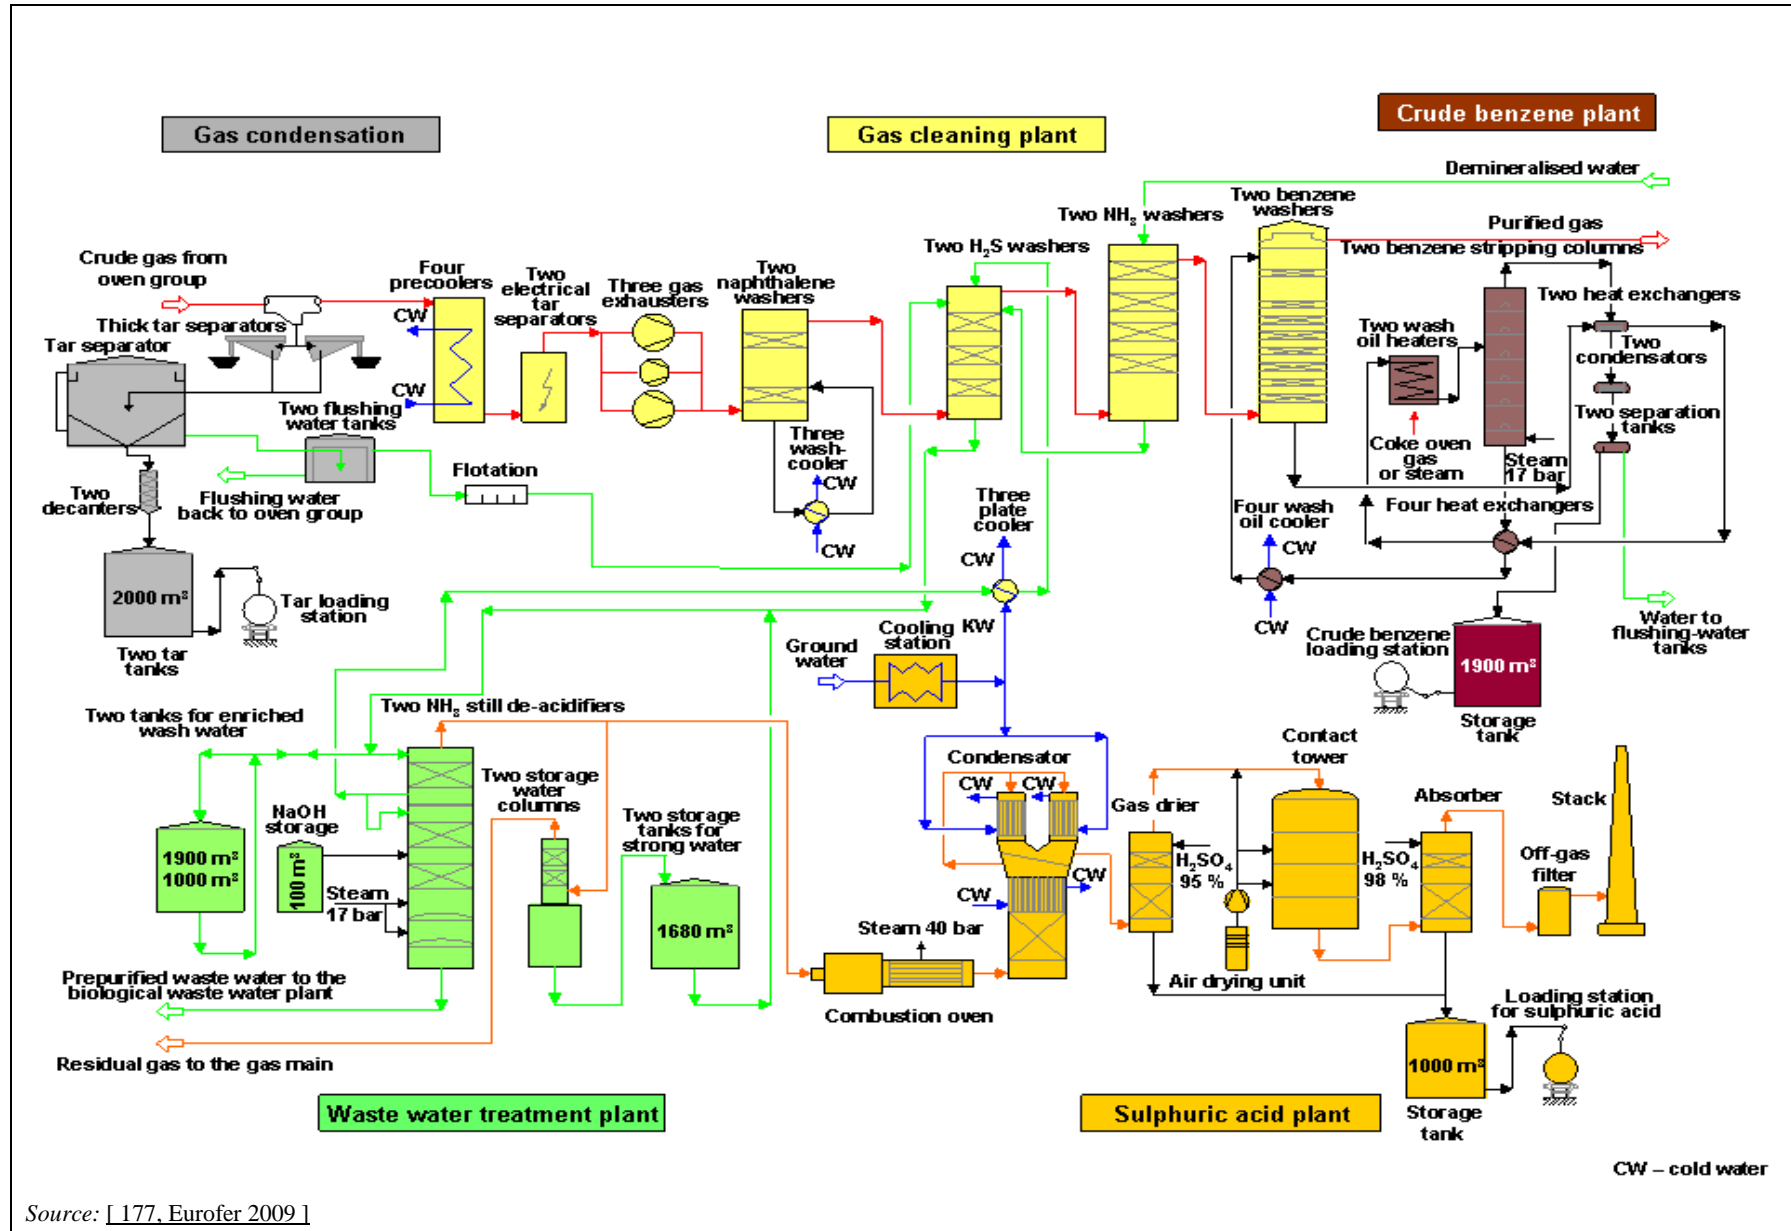 Gas condensation
Gas cleaning plant
Crude benzene plant
Demineralised water
Two benzene
washers
Two NH₃ washers
Purified gas
Two benzene stripping columns
Two H₂S washers
Crude gas from
oven group
Four
precoolers
Two
electrical
tar
separators
Three gas
exhausters
Two
naphthalene
washers
Two heat exchangers
CW
Thick tar separators
Tar separator
Two wash
oil heaters
Two
condensators
CW
Two flushing
water tanks
Two separation
tanks
Three
wash-
cooler
CW
Coke oven
gas
or steam
Steam
17 bar
Flotation
Two
decanters
Flushing water
back to oven group
Three
plate
cooler
CW
Four wash
oil cooler
CW
Four heat exchangers
CW
2000 m³
Tar loading
station
Two tar
tanks
Cooling
station
KW
CW
Ground
water
Crude benzene
loading station
1900 m³
Water to
flushing-water
tanks
Storage
tank
Two NH₃ still de-acidifiers
Two tanks for enriched
wash water
Contact
tower
Condensator
Two storage
water
columns
CW
CW
Gas drier
Absorber
Stack
NaOH
storage
Two storage
tanks for
strong water
1900 m³
1000 m³
100 m³
Steam
17 bar
H₂SO₄
95 %
H₂SO₄
98 %
Off-gas
filter
CW
CW
1680 m³
Steam 40 bar
Prepurified waste water to the
biological waste water plant
Air drying unit
Combustion oven
Loading station
for sulphuric acid
Residual gas to the gas main
1000 m³
Waste water treatment plant
Sulphuric acid plant
Storage
tank
CW – cold water
Source: [ 177, Eurofer 2009 ]